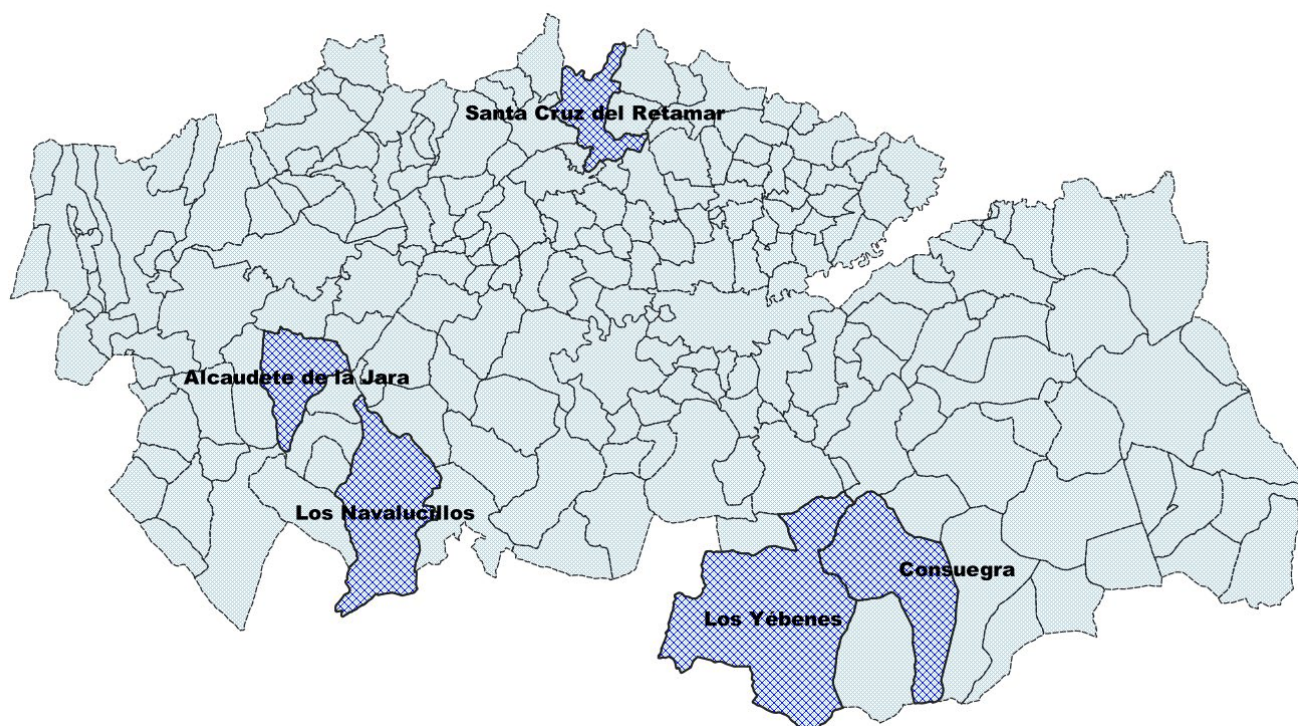 Santa Cruz del Retamar
Alcaudete de la Jara
Los Navalucillos
Consuegra
Los Yébenes